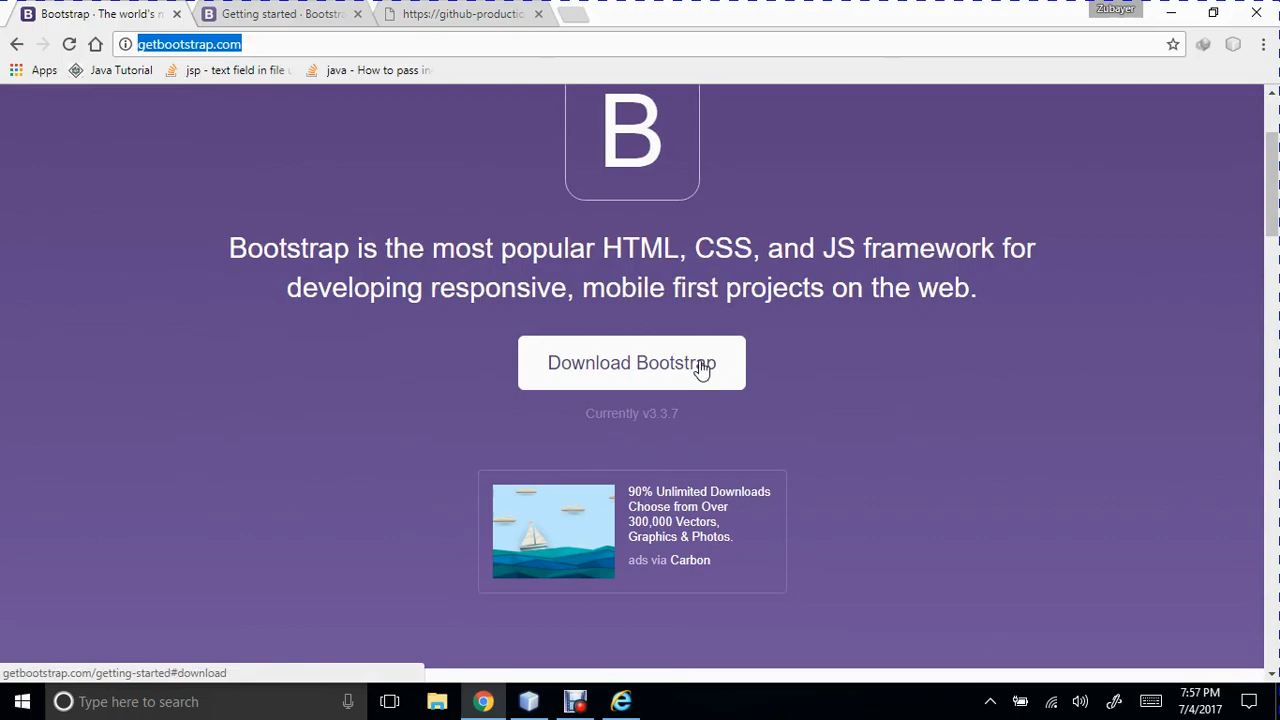 Bootstrap - The world's n
Getting started · Bootstr
https://github-productio
Zubayer
getbootstrap.com
Apps
Java Tutorial
jsp - text field in file u
java - How to pass in
B
Bootstrap is the most popular HTML, CSS, and JS framework for
developing responsive, mobile first projects on the web.
Download Bootstrap
Currently v3.3.7
90% Unlimited Downloads
Choose from Over
300,000 Vectors,
Graphics & Photos.
ads via Carbon
getbootstrap.com/getting-started#download
Type here to search
7:57 PM
7/4/2017